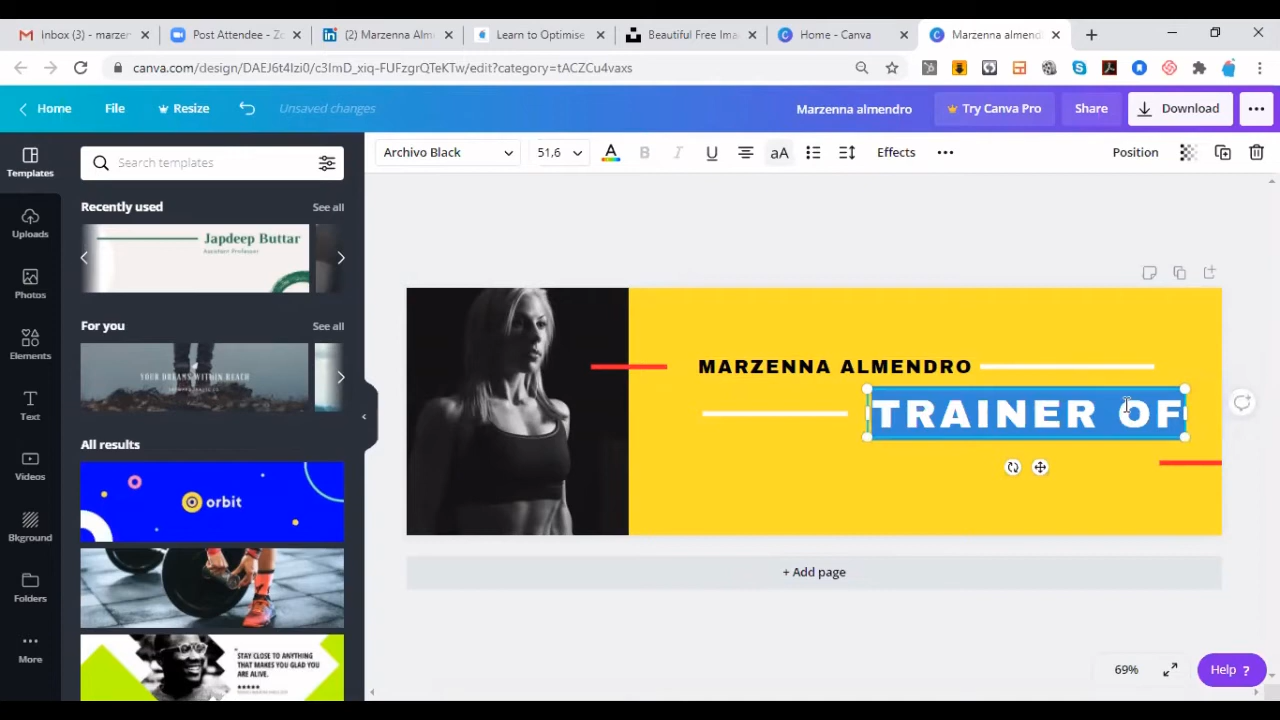 Inbox (3) - marzen
Post Attendee - Zo
(2) Marzenna Alm
Learn to Optimise
Beautiful Free Ima
Home - Canva
Marzenna almend
canva.com/design/DAEJ6t4Izi0/c3ImD_xiq-FUFzgrQTeKTw/edit?category=tACZCu4vaxs
Home
File
Resize
Unsaved changes
Marzenna almendro
Try Canva Pro
Share
Download
Templates
Search templates
Archivo Black
51,6
A
B
I
U
aA
Effects
Position
Recently used
See all
Uploads
Japdeep Buttar
Assistant Professor
Photos
For you
See all
Elements
YOUR DREAMS WITHIN REACH
MARZENNA ALMENDRO
TRAINER OF
Text
All results
Videos
orbit
Bkground
+ Add page
Folders
More
STAY CLOSE TO ANYTHING
THAT MAKES YOU GLAD YOU
ARE ALIVE.
69%
Help ?